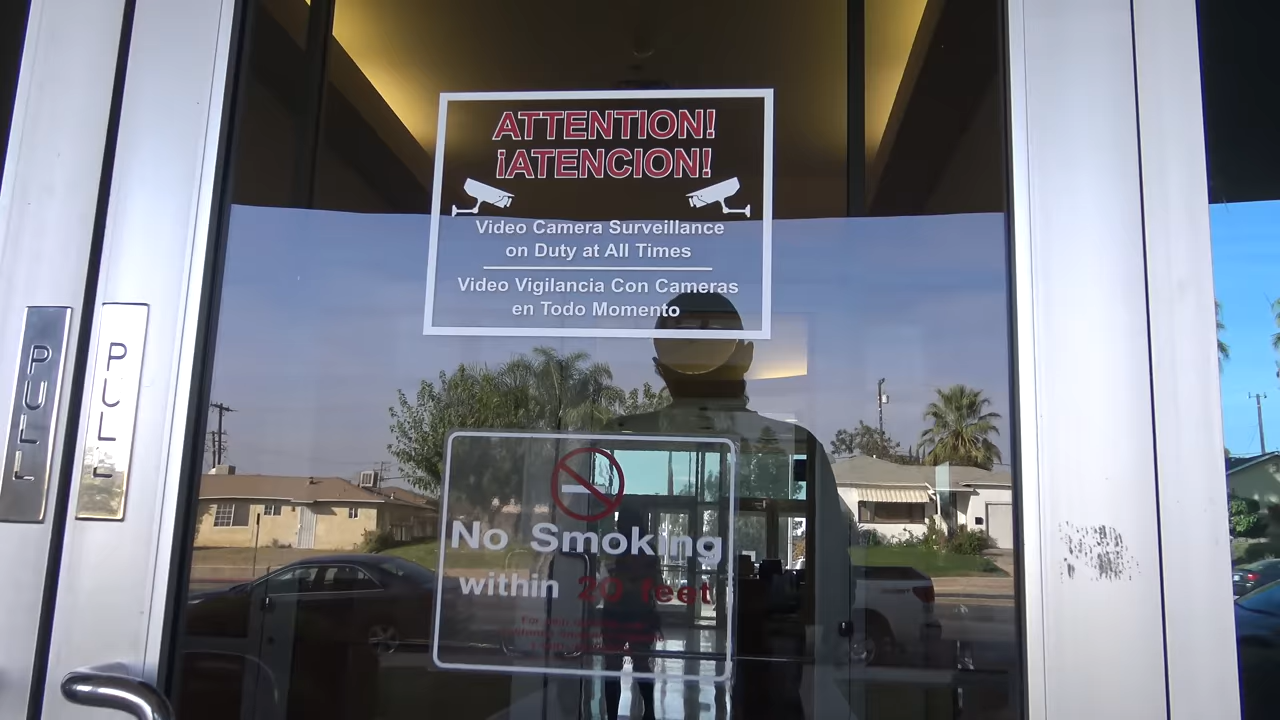 ATTENTION!
¡ATENCION!
Video Camera Surveillance
on Duty at All Times
Video Vigilancia Con Cameras
en Todo Momento
PULL
PULL
No Smoking
within 20 feet